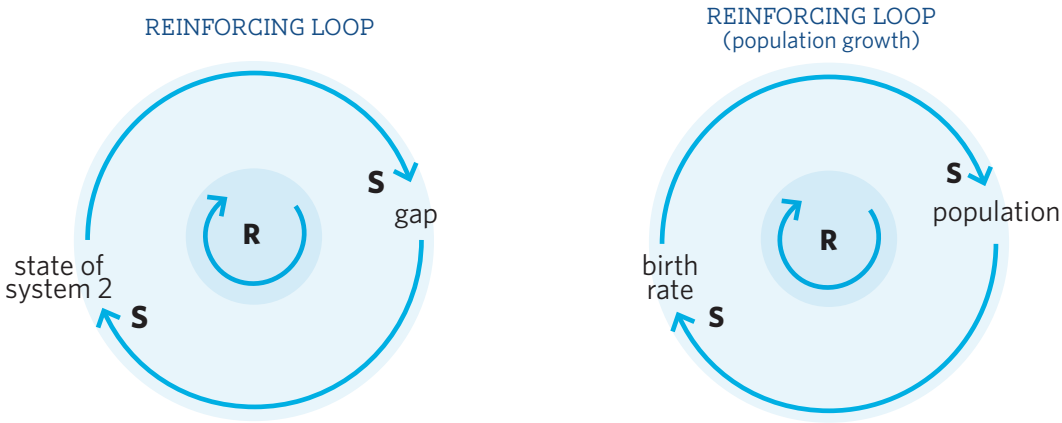 REINFORCING LOOP
S
gap
R
state of
system 2
S
REINFORCING LOOP
(population growth)
S
population
R
birth
rate
S